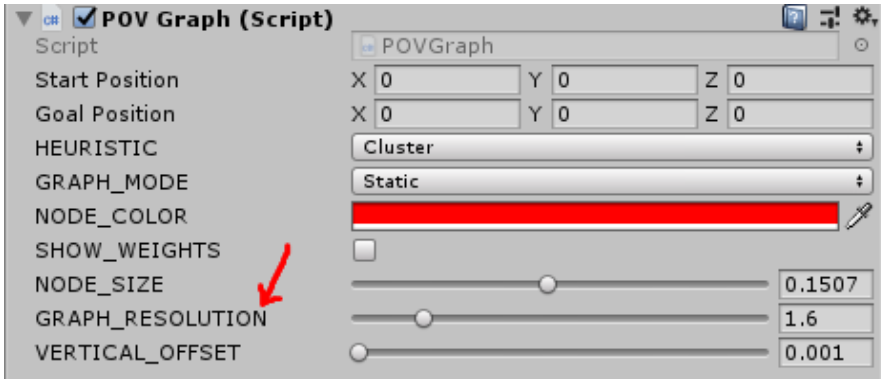 POV Graph (Script)
Script POVGraph
Start Position X 0 Y 0 Z 0
Goal Position X 0 Y 0 Z 0
HEURISTIC Cluster
GRAPH_MODE Static
NODE_COLOR
SHOW_WEIGHTS
NODE_SIZE 0.1507
GRAPH_RESOLUTION 1.6
VERTICAL_OFFSET 0.001